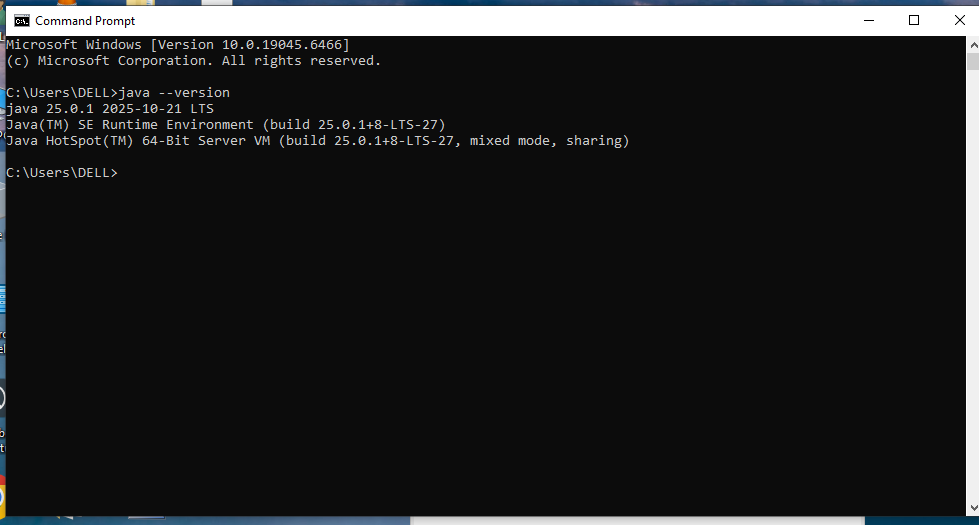 Command Prompt
Microsoft Windows [Version 10.0.19045.6466]
(c) Microsoft Corporation. All rights reserved.
C:\Users\DELL>java --version
java 25.0.1 2025-10-21 LTS
Java(TM) SE Runtime Environment (build 25.0.1+8-LTS-27)
Java HotSpot(TM) 64-Bit Server VM (build 25.0.1+8-LTS-27, mixed mode, sharing)
C:\Users\DELL>